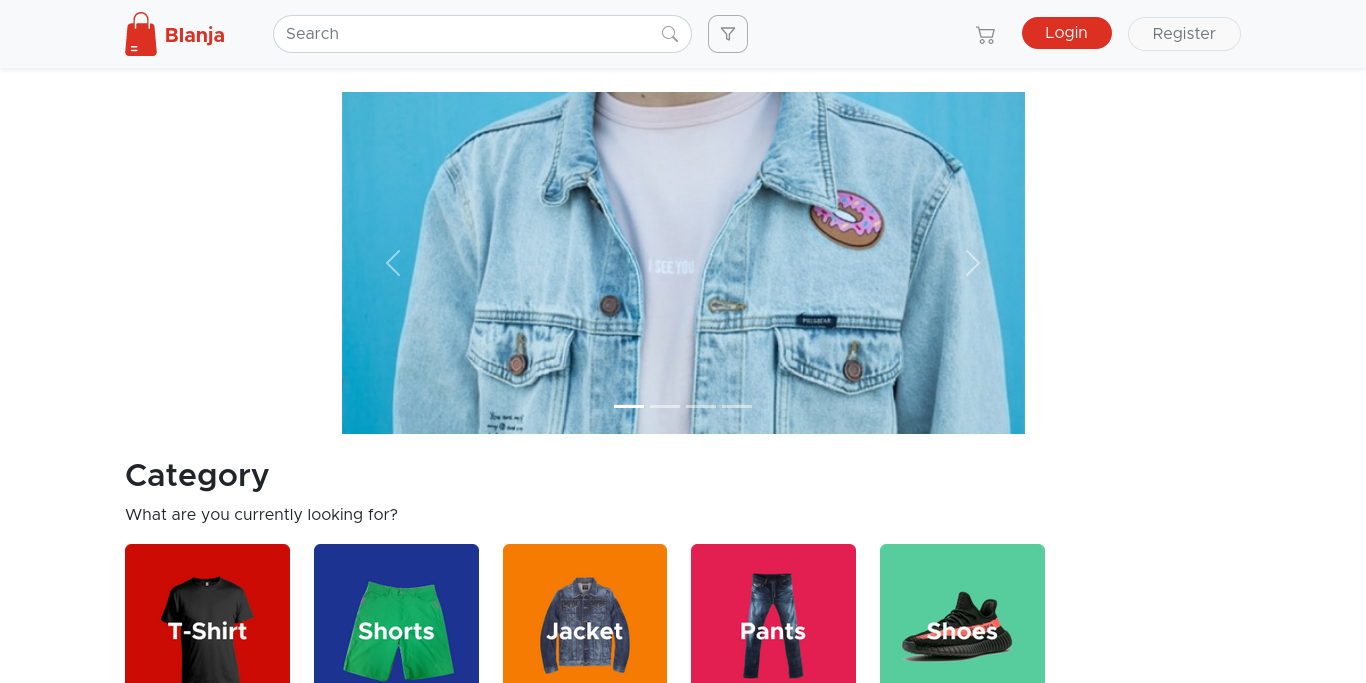 Blanja
Search
Login
Register
I SEE YOU
Category
What are you currently looking for?
T-Shirt
Shorts
Jacket
Pants
Shoes